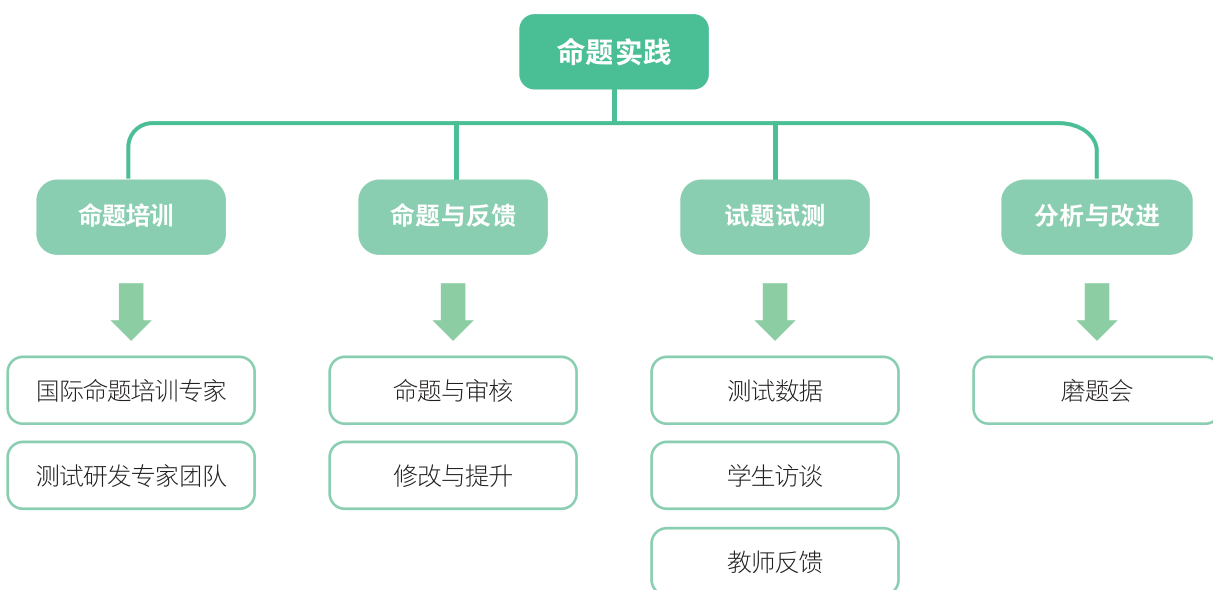 命题实践
命题培训
命题与反馈
试题试测
分析与改进
国际命题培训专家
命题与审核
测试数据
磨题会
测试研发专家团队
修改与提升
学生访谈
教师反馈